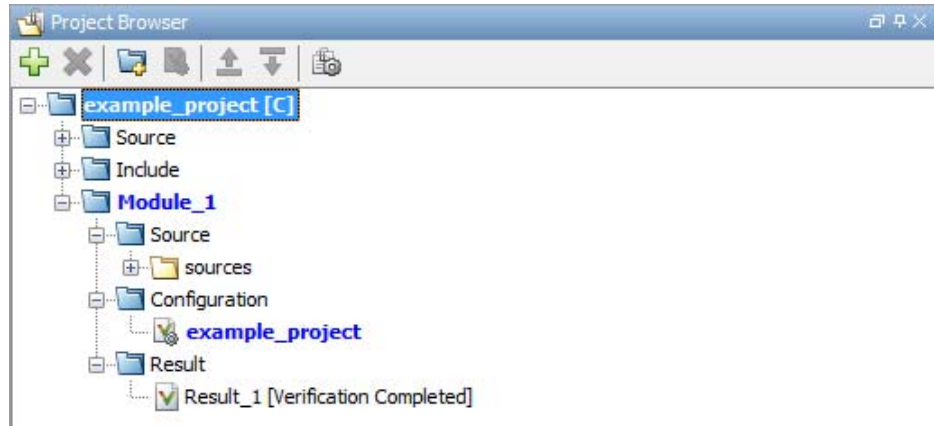 Project Browser
example_project [C]
Source
Include
Module_1
Source
sources
Configuration
example_project
Result
Result_1 [Verification Completed]